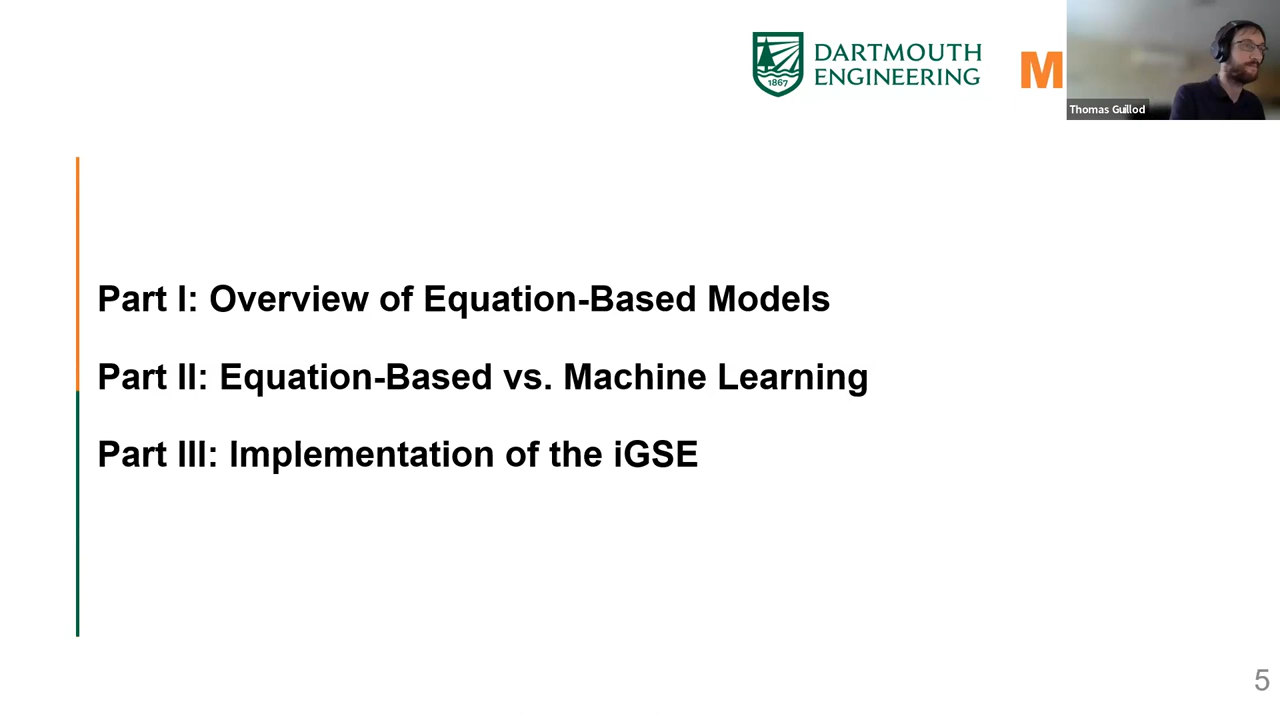 DARTMOUTH
ENGINEERING
1867
M
Thomas Guillod
Part I: Overview of Equation-Based Models
Part II: Equation-Based vs. Machine Learning
Part III: Implementation of the iGSE
5